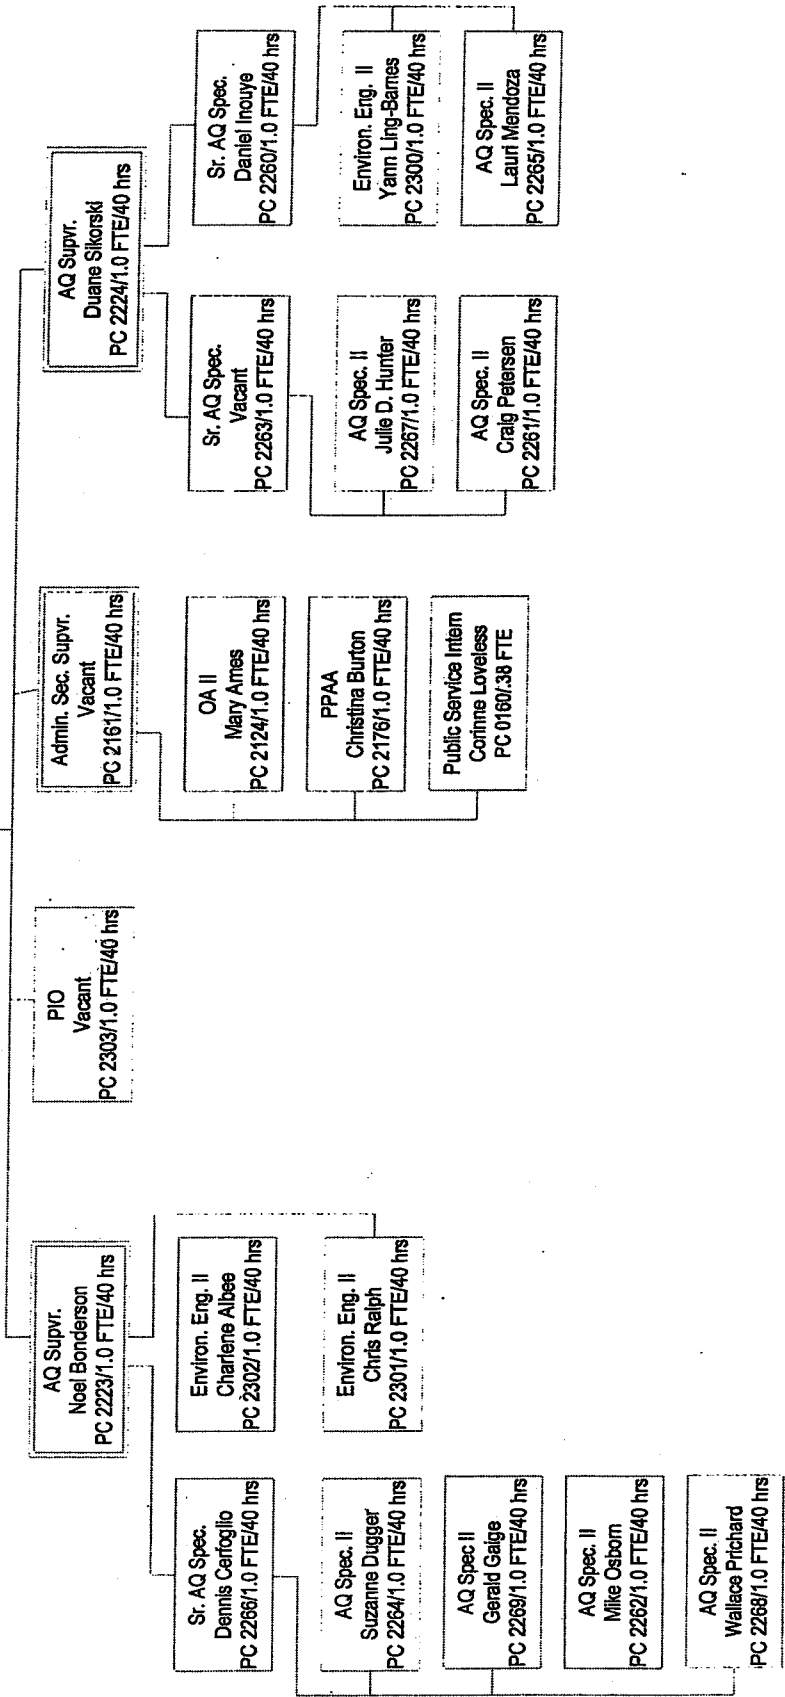 AQ Supvr.
Noel Bonderson
PC 2223/1.0 FTE/40 hrs
Sr. AQ Spec.
Dennis Cerfoglio
PC 2266/1.0 FTE/40 hrs
AQ Spec. II
Suzanne Dugger
PC 2264/1.0 FTE/40 hrs
AQ Spec II
Gerald Gaige
PC 2269/1.0 FTE/40 hrs
AQ Spec. II
Mike Osborn
PC 2262/1.0 FTE/40 hrs
AQ Spec. II
Wallace Prichard
PC 2268/1.0 FTE/40 hrs
Environ. Eng. II
Charlene Albee
PC 2302/1.0 FTE/40 hrs
Environ. Eng. II
Chris Ralph
PC 2301/1.0 FTE/40 hrs
PIO
Vacant
PC 2303/1.0 FTE/40 hrs
Admin. Sec. Supvr.
Vacant
PC 2161/1.0 FTE/40 hrs
OA II
Mary Ames
PC 2124/1.0 FTE/40 hrs
PPAA
Christina Burton
PC 2176/1.0 FTE/40 hrs
Public Service Intern
Corinne Loveless
PC 0160/.38 FTE
AQ Supvr.
Duane Sikorski
PC 2224/1.0 FTE/40 hrs
Sr. AQ Spec.
Vacant
PC 2263/1.0 FTE/40 hrs
AQ Spec. II
Julie D. Hunter
PC 2267/1.0 FTE/40 hrs
AQ Spec. II
Craig Petersen
PC 2261/1.0 FTE/40 hrs
Sr. AQ Spec.
Daniel Inouye
PC 2260/1.0 FTE/40 hrs
Environ. Eng. II
Yann Ling-Barnes
PC 2300/1.0 FTE/40 hrs
AQ Spec. II
Lauri Mendoza
PC 2265/1.0 FTE/40 hrs